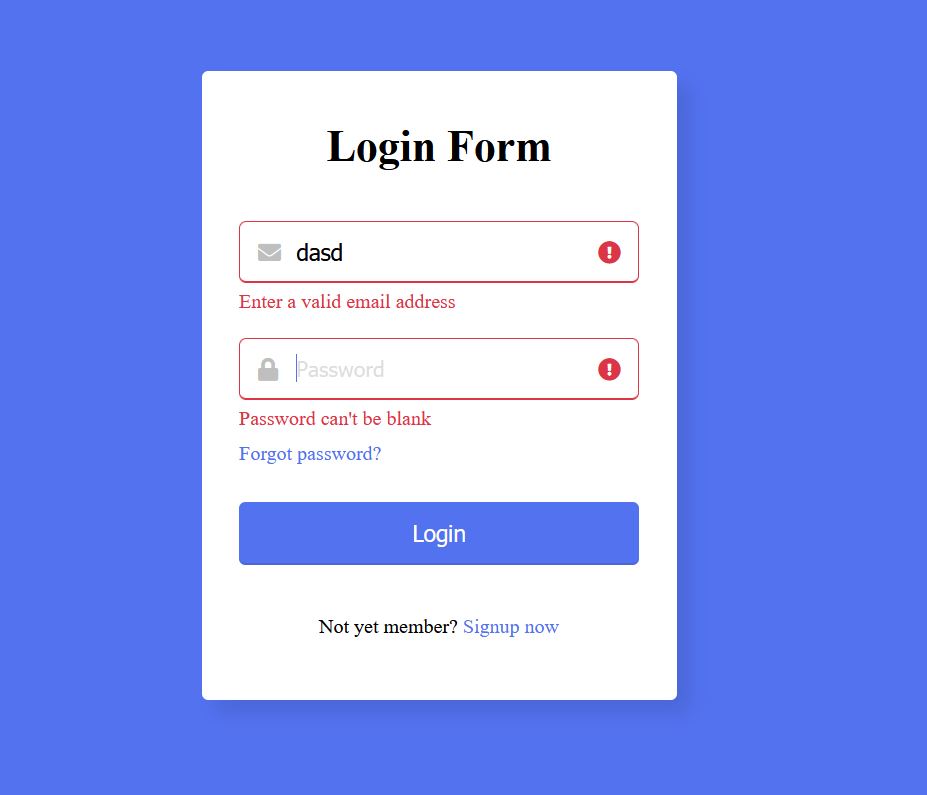 Login Form
dasd
Enter a valid email address
Password
Password can't be blank
Forgot password?
Login
Not yet member? Signup now